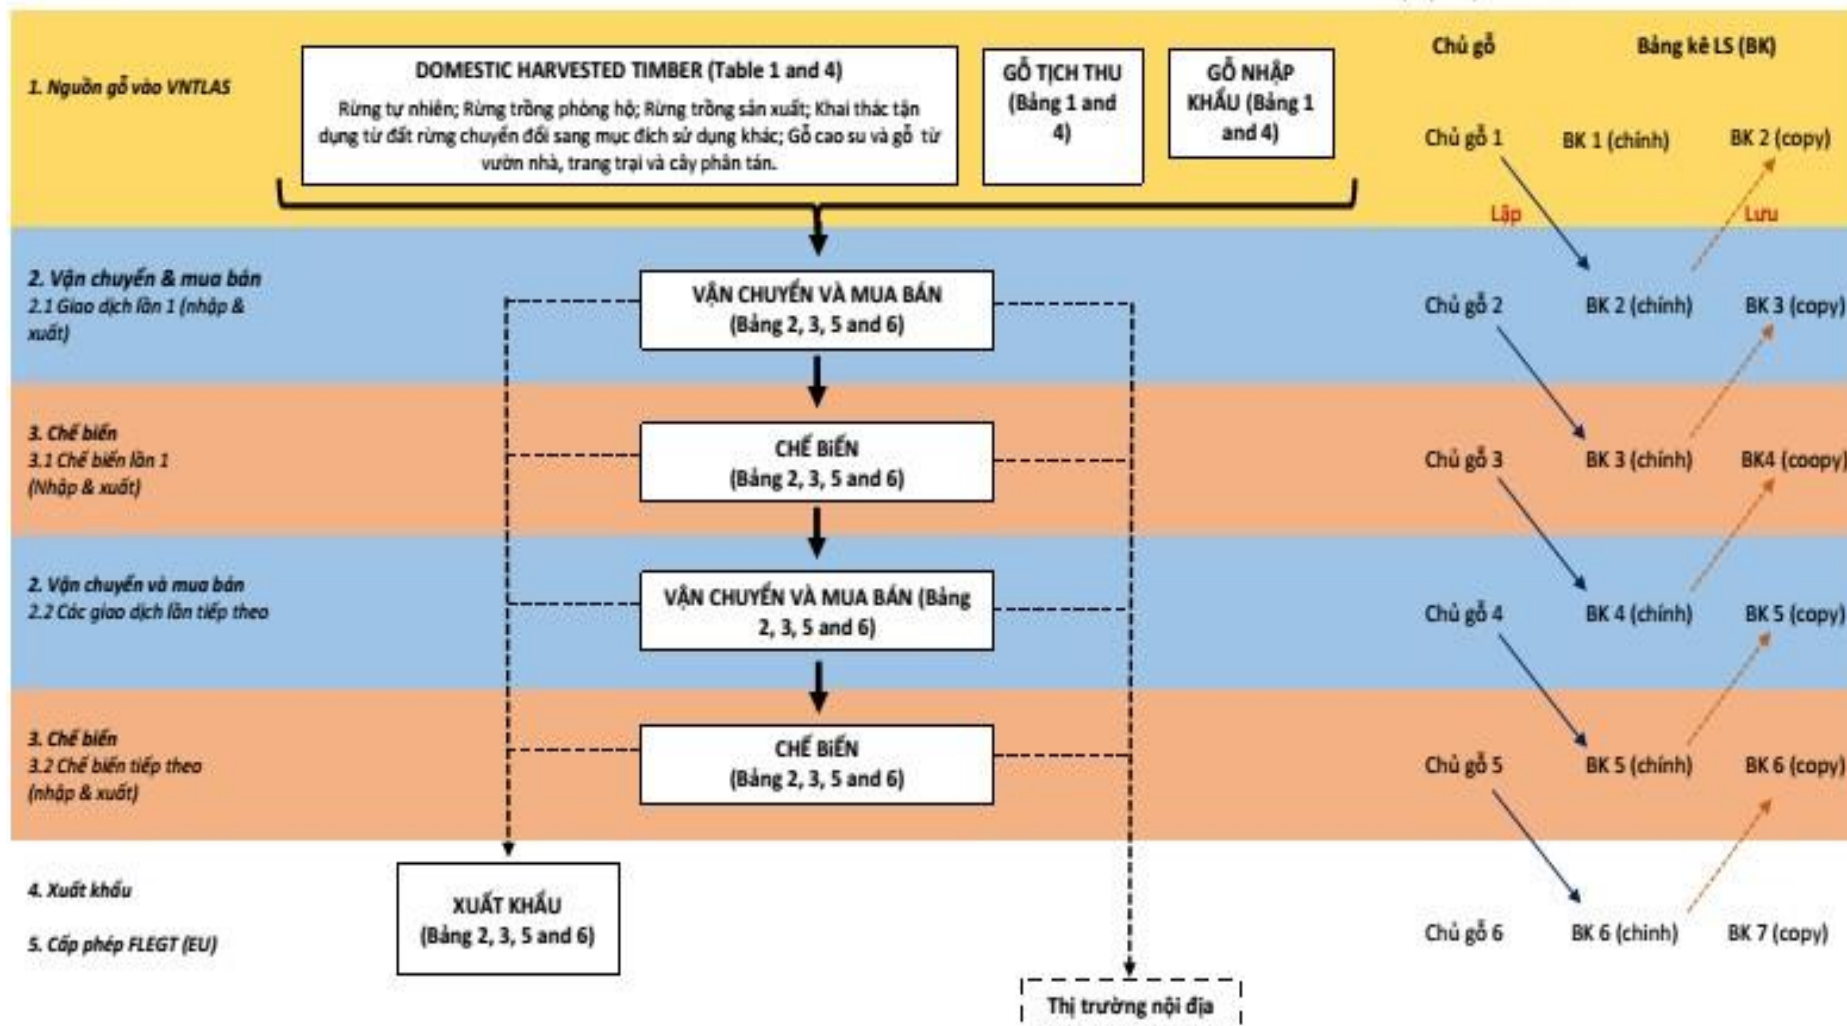 Chủ gỗ
Bảng kê LS (BK)
1. Nguồn gỗ vào VNTLAS
DOMESTIC HARVESTED TIMBER (Table 1 and 4)
Rừng tự nhiên; Rừng trồng phòng hộ; Rừng trồng sản xuất; Khai thác tận
dụng từ đất rừng chuyển đổi sang mục đích sử dụng khác; Gỗ cao su và gỗ từ
vườn nhà, trang trại và cây phân tán.
GỖ TỊCH THU
(Bảng 1 and
4)
GỖ NHẬP
KHẨU (Bảng 1
and 4)
Chủ gỗ 1
BK 1 (chính)
BK 2 (copy)
Lập
Lưu
2. Vận chuyển & mua bán
2.1 Giao dịch lần 1 (nhập &
xuất)
VẬN CHUYỂN VÀ MUA BÁN
(Bảng 2, 3, 5 and 6)
Chủ gỗ 2
BK 2 (chính)
BK 3 (copy)
3. Chế biến
3.1 Chế biến lần 1
(Nhập & xuất)
CHẾ BIẾN
(Bảng 2, 3, 5 and 6)
Chủ gỗ 3
BK 3 (chính)
BK4 (coopy)
2. Vận chuyển và mua bán
2.2 Các giao dịch lần tiếp theo
VẬN CHUYỂN VÀ MUA BÁN (Bảng
2, 3, 5 and 6)
Chủ gỗ 4
BK 4 (chính)
BK 5 (copy)
3. Chế biến
3.2 Chế biến tiếp theo
(nhập & xuất)
CHẾ BIẾN
(Bảng 2, 3, 5 and 6)
Chủ gỗ 5
BK 5 (chính)
BK 6 (copy)
4. Xuất khẩu
5. Cấp phép FLEGT (EU)
XUẤT KHẨU
(Bảng 2, 3, 5 and 6)
Chủ gỗ 6
BK 6 (chính)
BK 7 (copy)
Thị trường nội địa